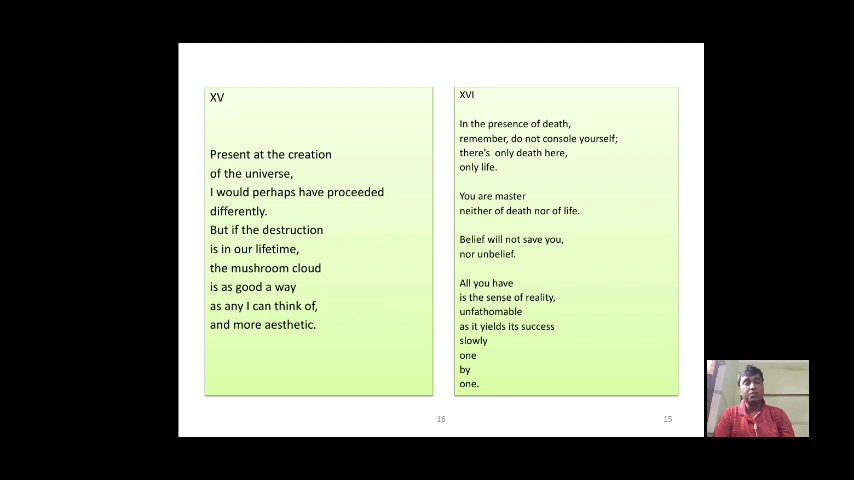 XV
Present at the creation
of the universe,
I would perhaps have proceeded
differently.
But if the destruction
is in our lifetime,
the mushroom cloud
is as good a way
as any I can think of,
and more aesthetic.
XVI
In the presence of death,
remember, do not console yourself;
there's only death here,
only life.
You are master
neither of death nor of life.
Belief will not save you,
nor unbelief.
All you have
is the sense of reality,
unfathomable
as it yields its success
slowly
one
by
one.
16
15